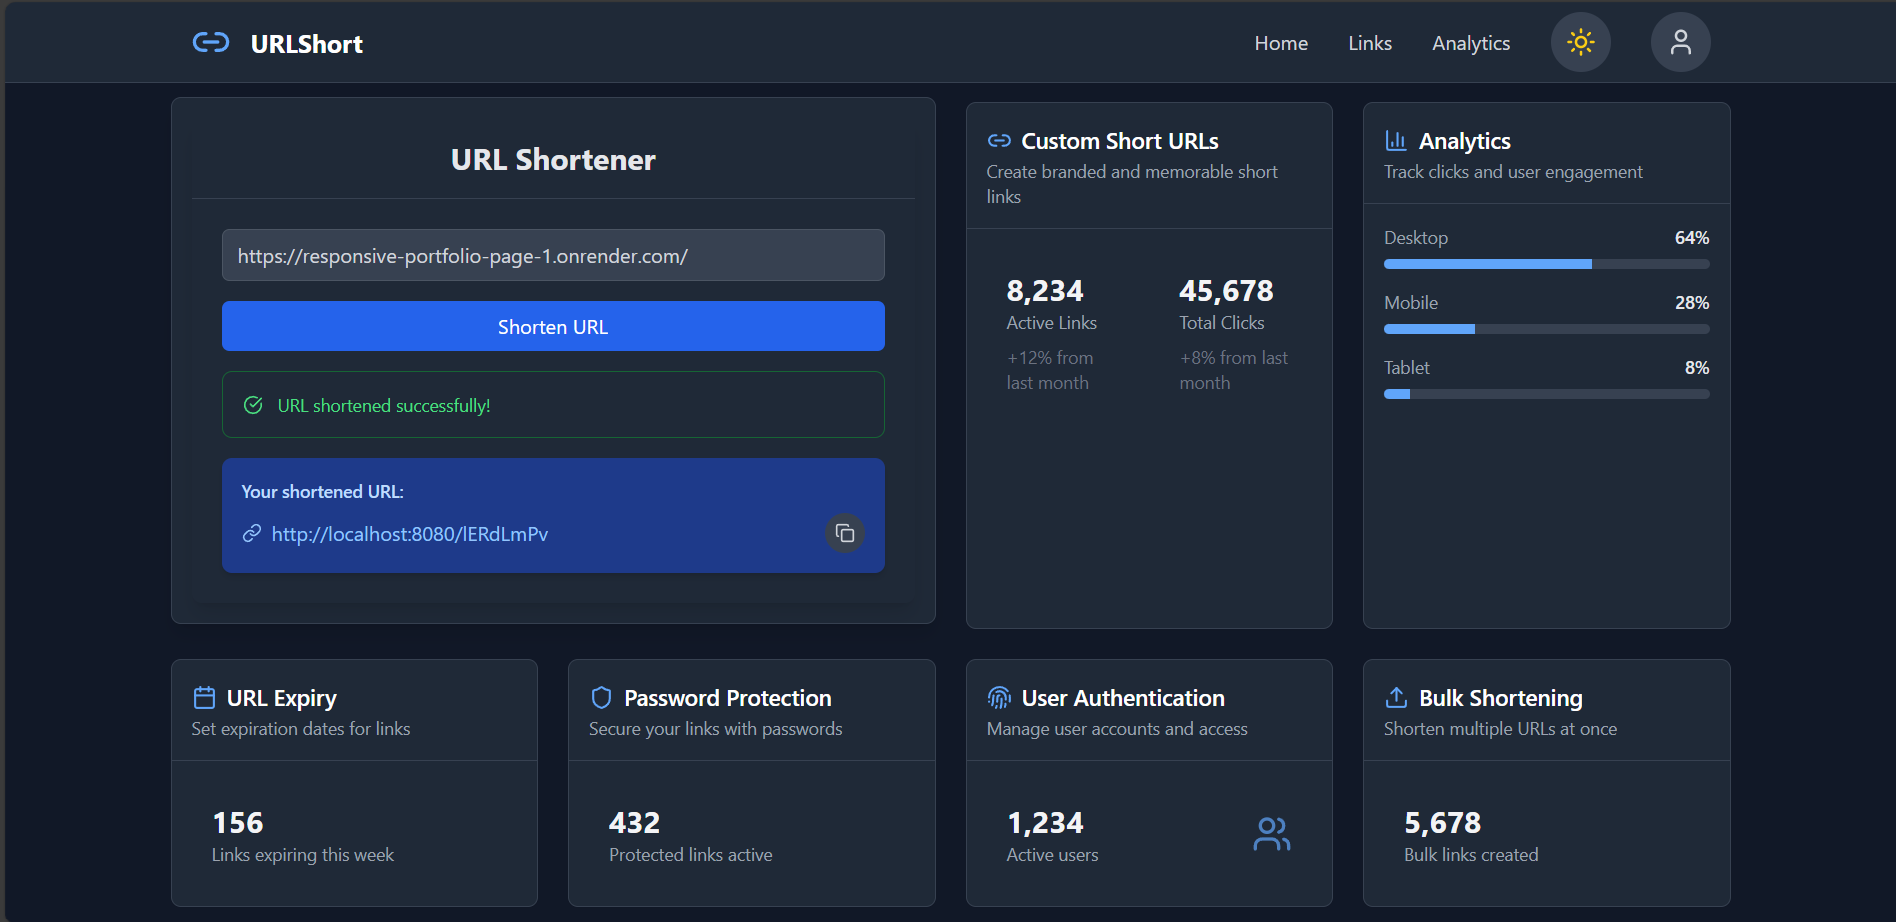 URLShort
Home
Links
Analytics
URL Shortener
https://responsive-portfolio-page-1.onrender.com/
Shorten URL
URL shortened successfully!
Your shortened URL:
http://localhost:8080/lERdLmPv
Custom Short URLs
Create branded and memorable short
links
8,234
Active Links
+12% from
last month
45,678
Total Clicks
+8% from last
month
Analytics
Track clicks and user engagement
Desktop 64%
Mobile 28%
Tablet 8%
URL Expiry
Set expiration dates for links
156
Links expiring this week
Password Protection
Secure your links with passwords
432
Protected links active
User Authentication
Manage user accounts and access
1,234
Active users
Bulk Shortening
Shorten multiple URLs at once
5,678
Bulk links created